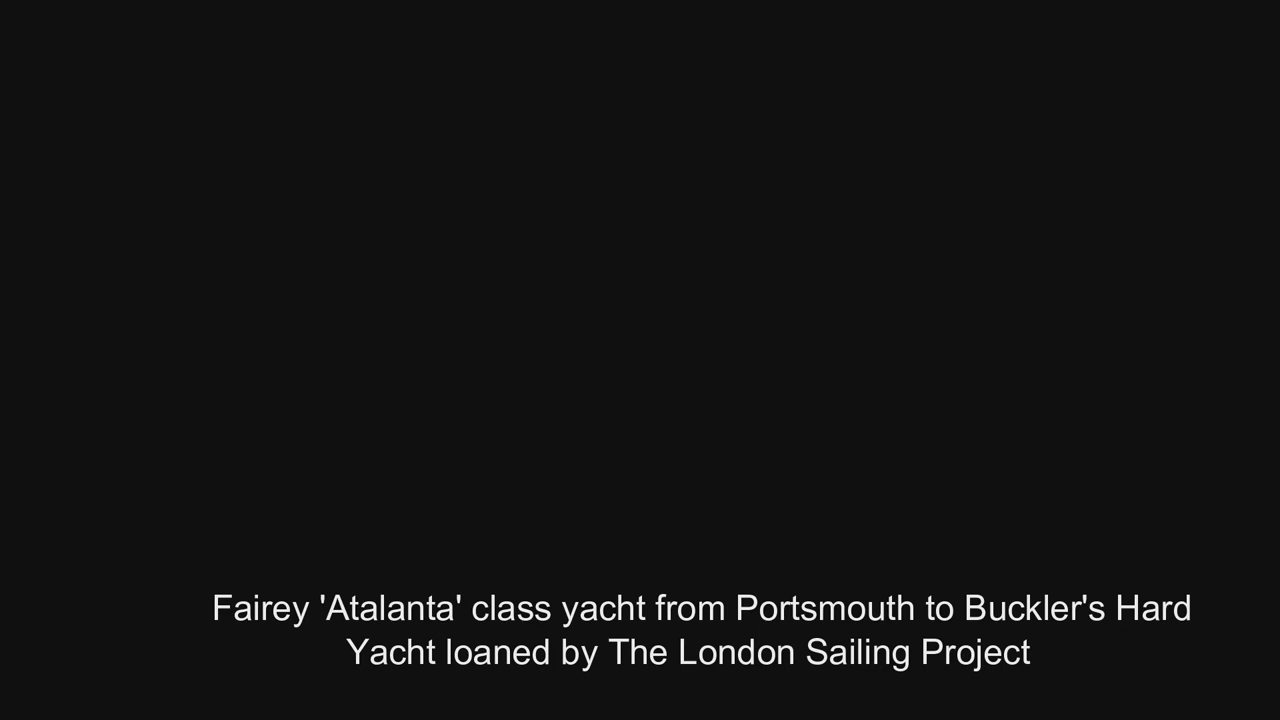 Fairey 'Atalanta' class yacht from Portsmouth to Buckler's Hard
Yacht loaned by The London Sailing Project